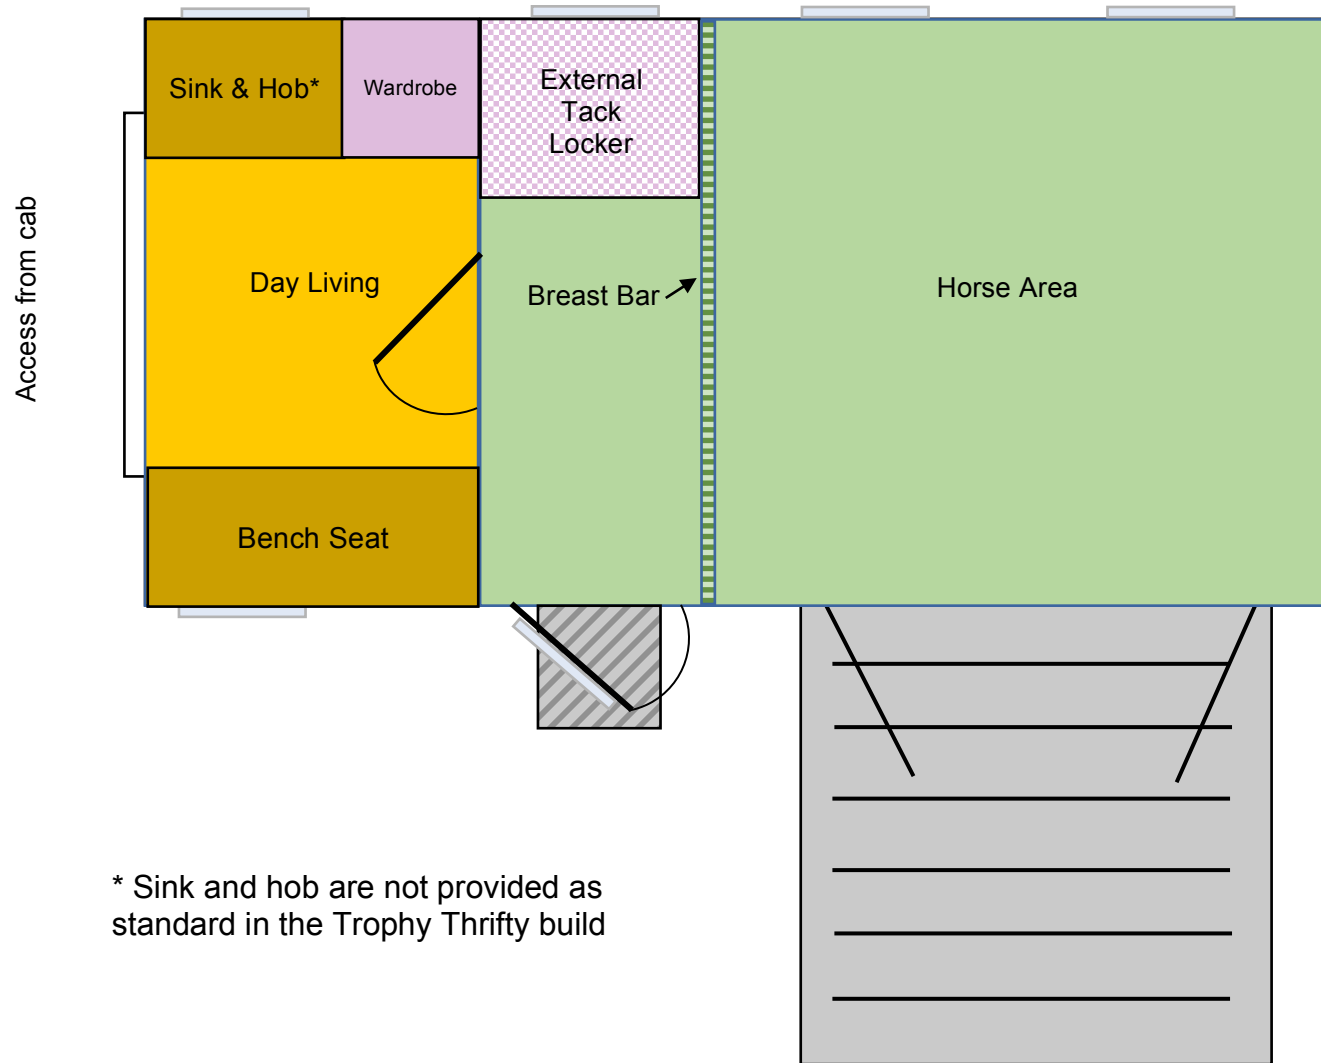 Access from cab
Sink & Hob*
Wardrobe
External
Tack
Locker
Day Living
Breast Bar
Horse Area
Bench Seat
* Sink and hob are not provided as
standard in the Trophy Thrifty build